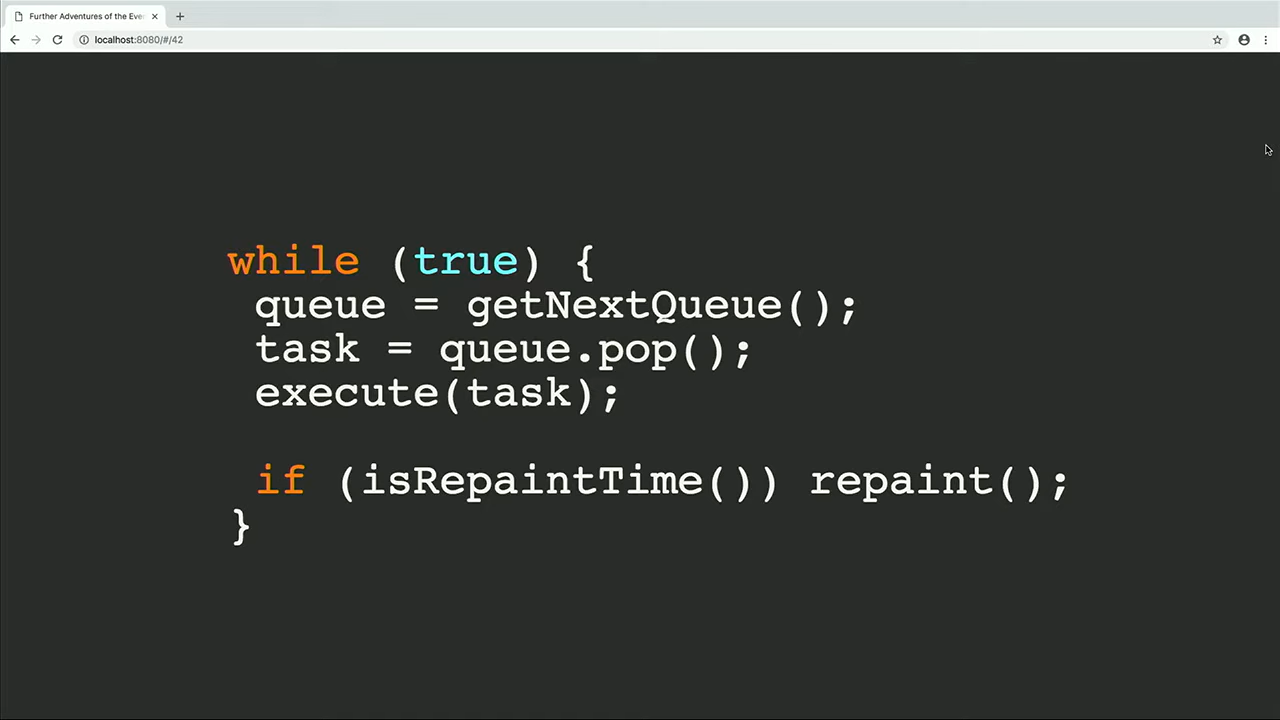 Further Adventures of the Eve
localhost:8080/#/42
while (true) {
queue = getNextQueue();
task = queue.pop();
execute(task);
if (isRepaintTime()) repaint();
}